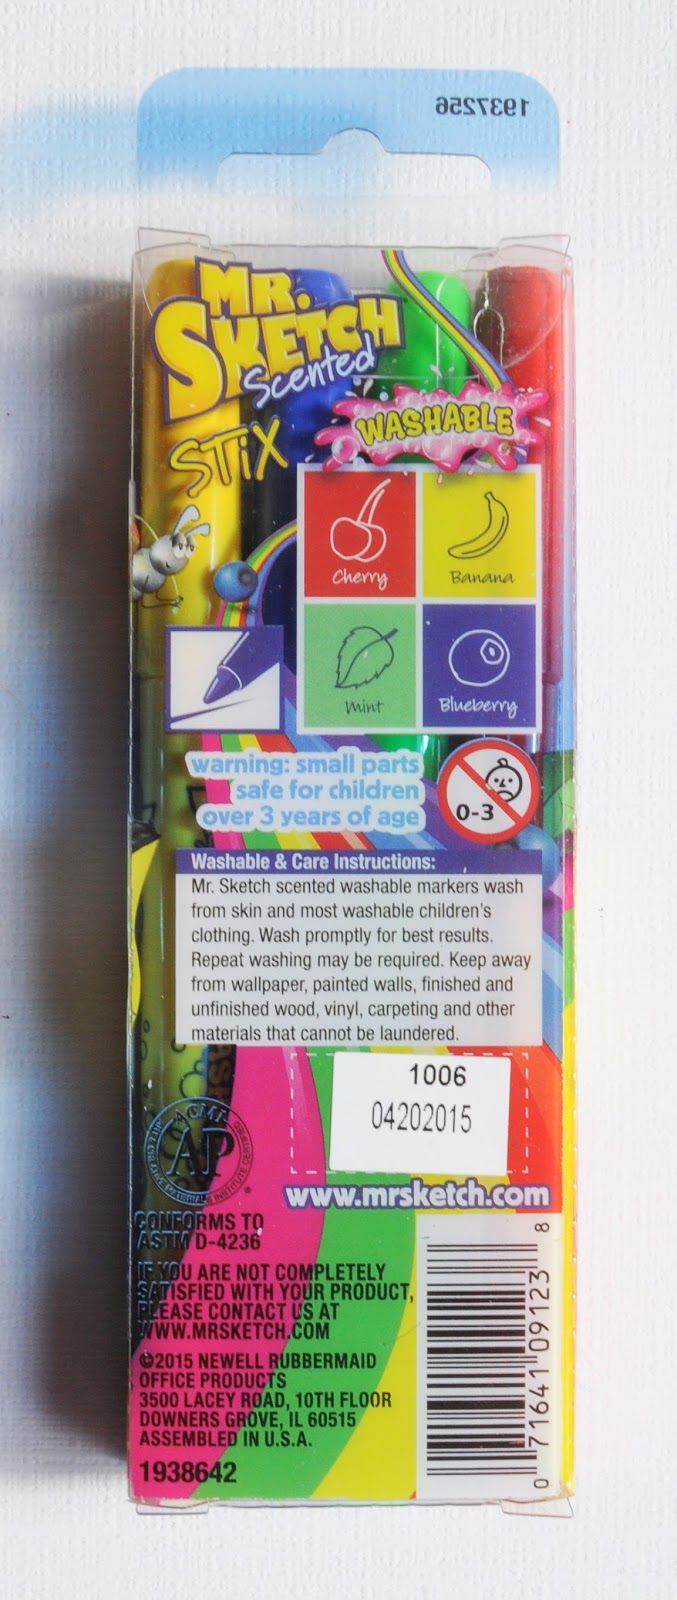 1937256
MR.
SKETCH
Scented
STiX
WASHABLE
Cherry
Banana
Mint
Blueberry
warning: small parts
safe for children
over 3 years of age
0-3
Washable & Care Instructions:
Mr. Sketch scented washable markers wash
from skin and most washable children's
clothing. Wash promptly for best results.
Repeat washing may be required. Keep away
from wallpaper, painted walls, finished and
unfinished wood, vinyl, carpeting and other
materials that cannot be laundered.
1006
04202015
ACMI
AP
ART & CREATIVE MATERIALS INSTITUTE CERTIFIED
®
www.mrsketch.com
CONFORMS TO
ASTM D-4236
IF YOU ARE NOT COMPLETELY
SATISFIED WITH YOUR PRODUCT,
PLEASE CONTACT US AT
WWW.MRSKETCH.COM
©2015 NEWELL RUBBERMAID
OFFICE PRODUCTS
3500 LACEY ROAD, 10TH FLOOR
DOWNERS GROVE, IL 60515
ASSEMBLED IN U.S.A.
1938642
0 71641 09123 8